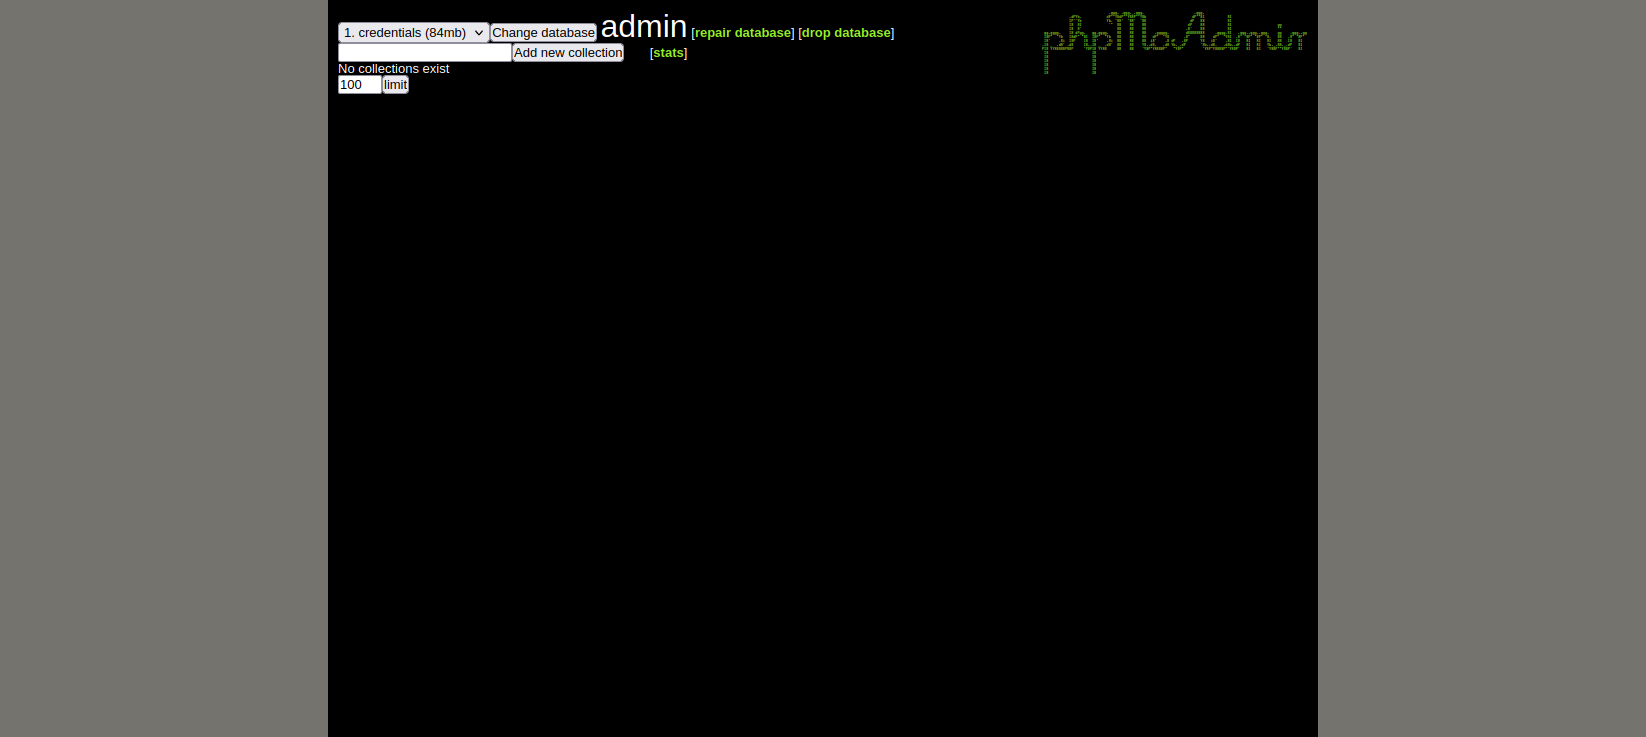 1. credentials (84mb) Change database admin [repair database] [drop database]
phpMoAdmin
Add new collection [stats]
No collections exist
100 limit